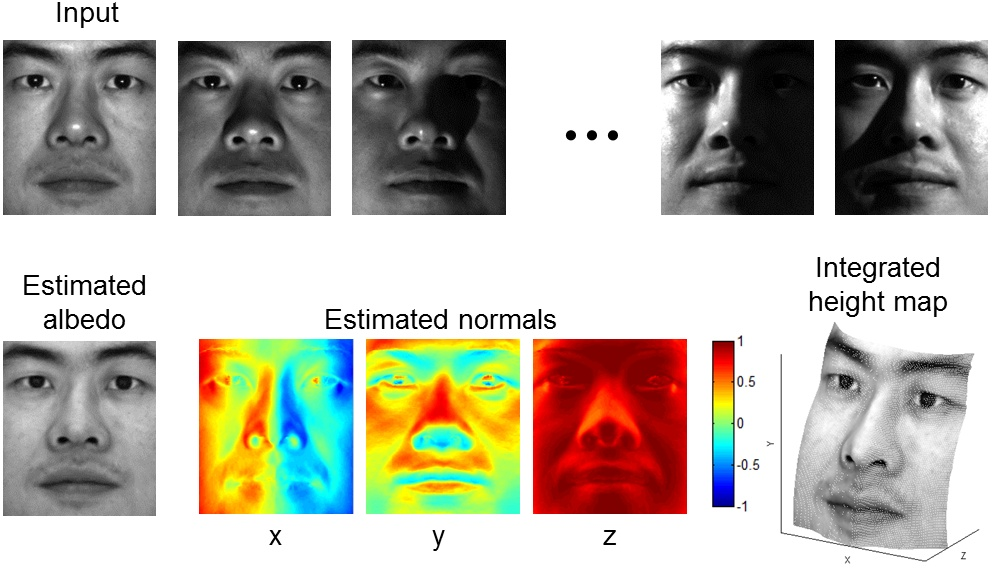 Input
Estimated
albedo
Estimated normals
Integrated
height map
1
0.5
0
-0.5
-1
x
y
z
Y
X
Z